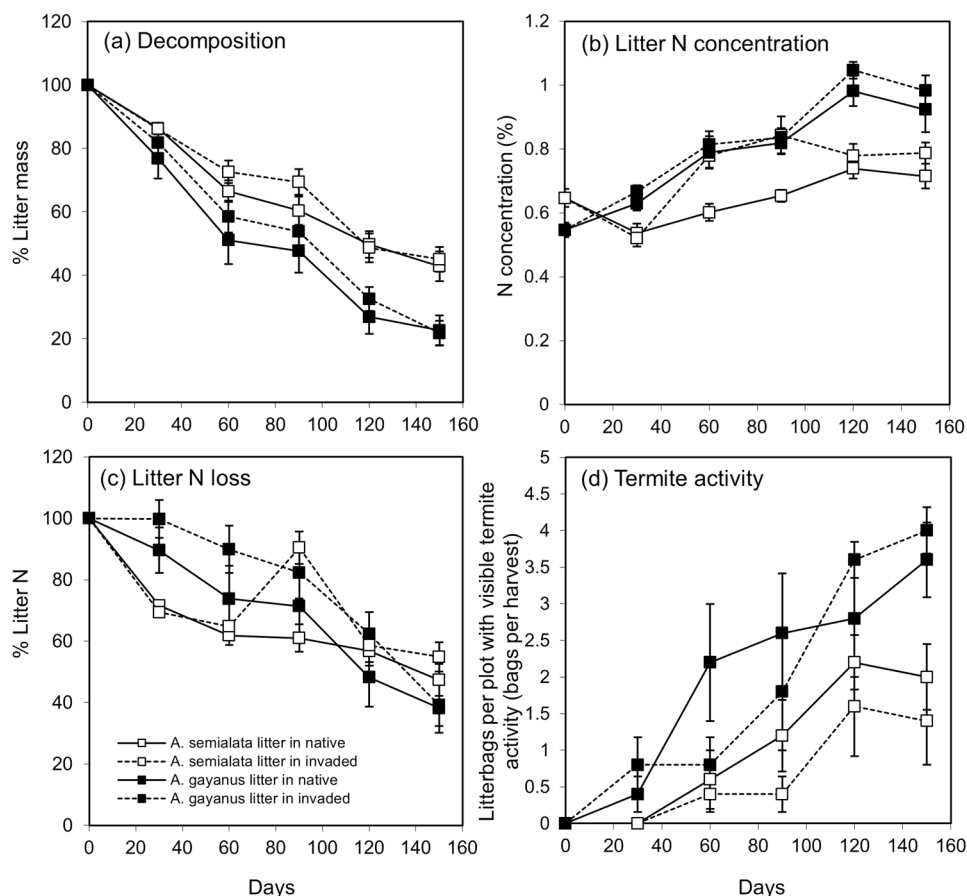 (a) Decomposition
% Litter mass
120
100
80
60
40
20
0
0 20 40 60 80 100 120 140 160
(b) Litter N concentration
N concentration (%)
1.2
1
0.8
0.6
0.4
0.2
0
0 20 40 60 80 100 120 140 160
(c) Litter N loss
% Litter N
120
100
80
60
40
20
0
A. semialata litter in native
A. semialata litter in invaded
A. gayanus litter in native
A. gayanus litter in invaded
0 20 40 60 80 100 120 140 160
Days
(d) Termite activity
Litterbags per plot with visible termite
activity (bags per harvest)
5
4.5
4
3.5
3
2.5
2
1.5
1
0.5
0
0 20 40 60 80 100 120 140 160
Days